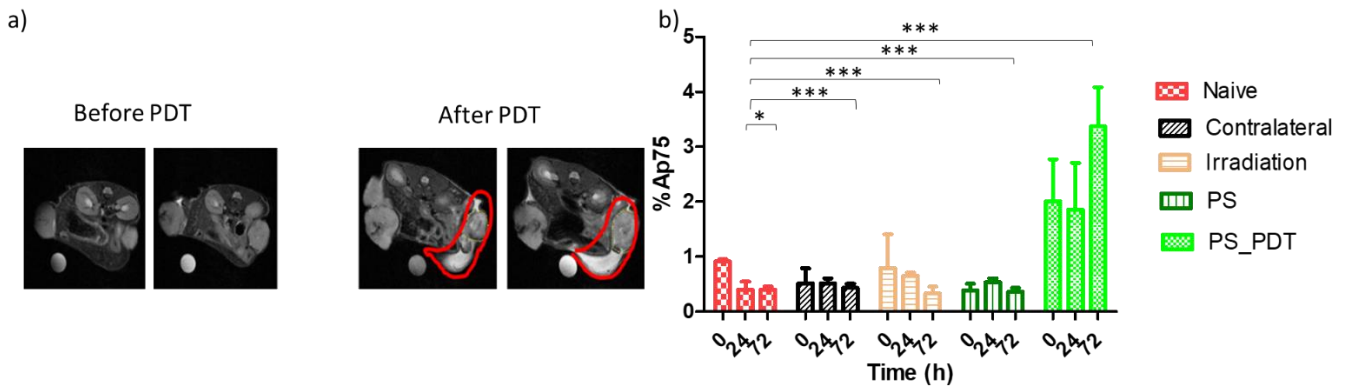 a)
Before PDT
After PDT
b)
% Ap75
5
4
3
2
1
0
***
***
***
***
*
0 24 72
0 24 72
0 24 72
0 24 72
0 24 72
Time (h)
Naive
Contralateral
Irradiation
PS
PS_PDT